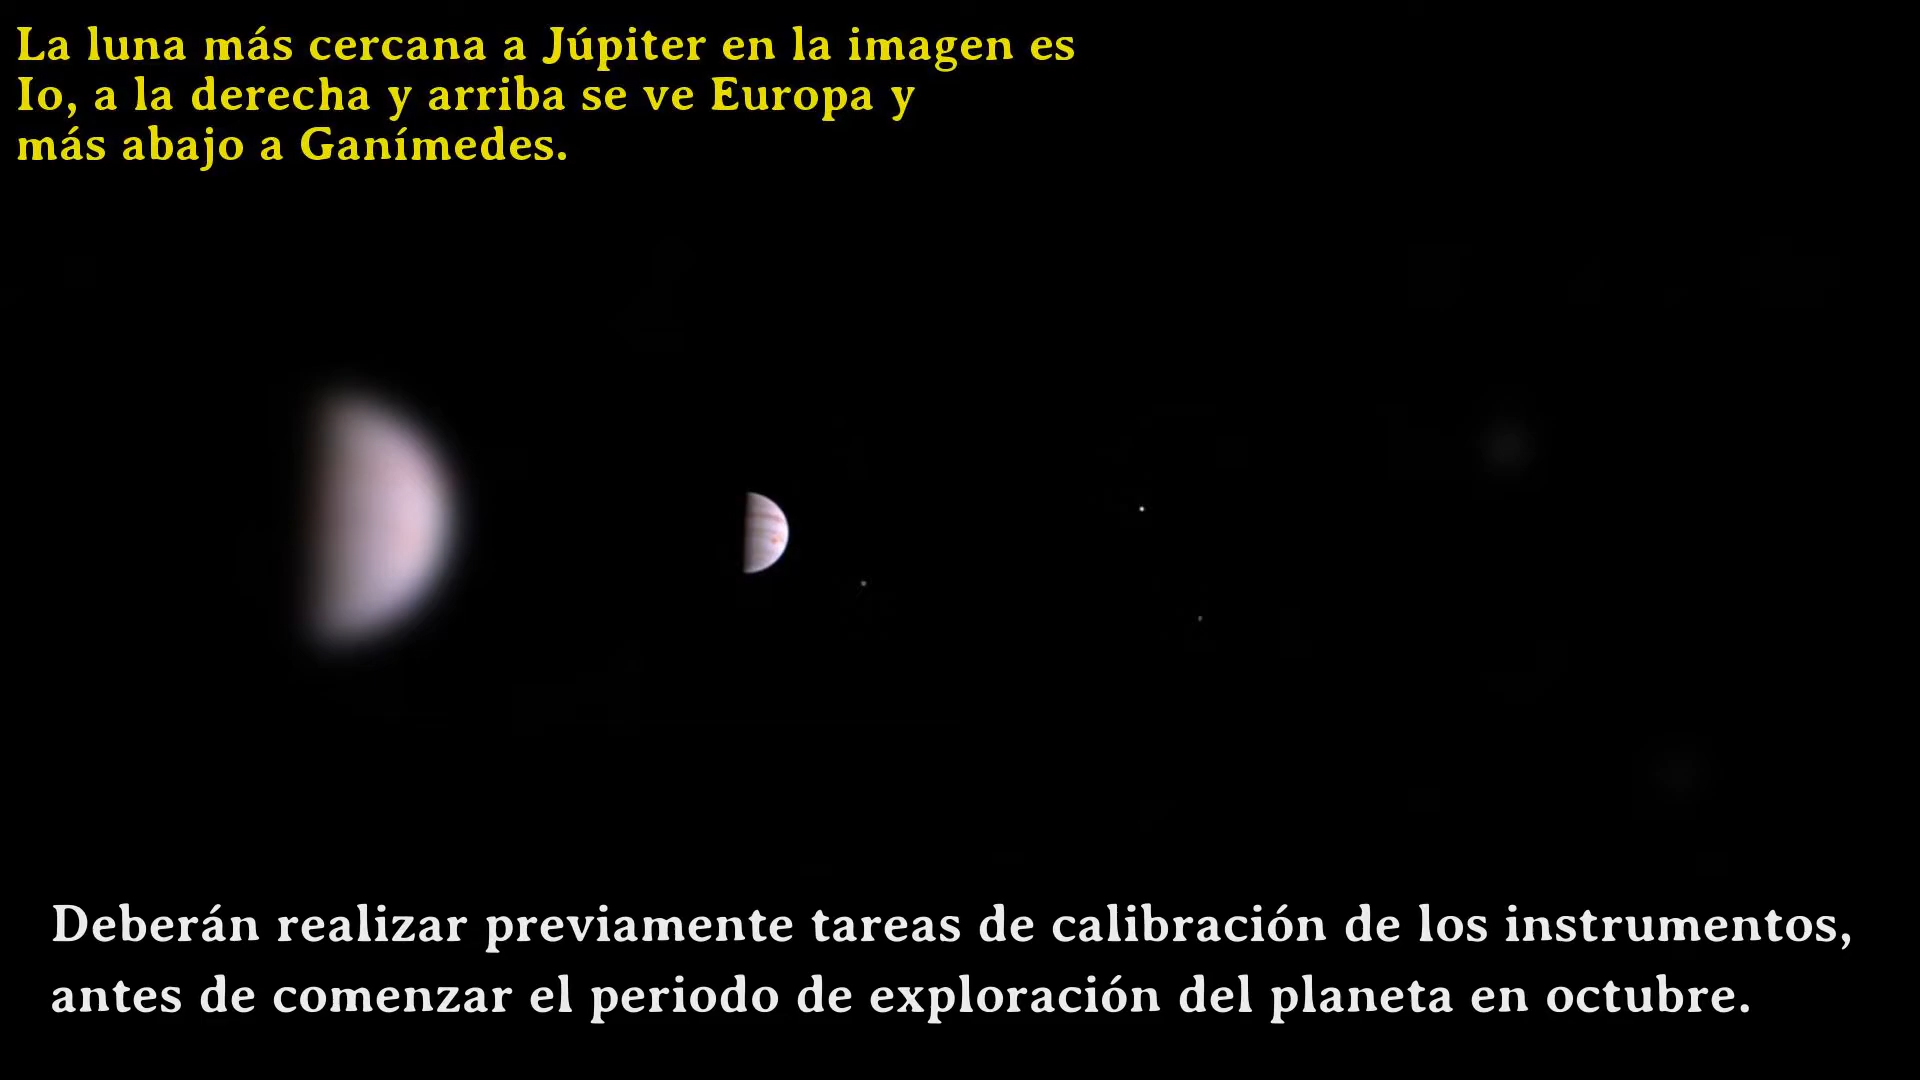 La luna más cercana a Júpiter en la imagen es
Io, a la derecha y arriba se ve Europa y
más abajo a Ganímedes.
Deberán realizar previamente tareas de calibración de los instrumentos,
antes de comenzar el periodo de exploración del planeta en octubre.